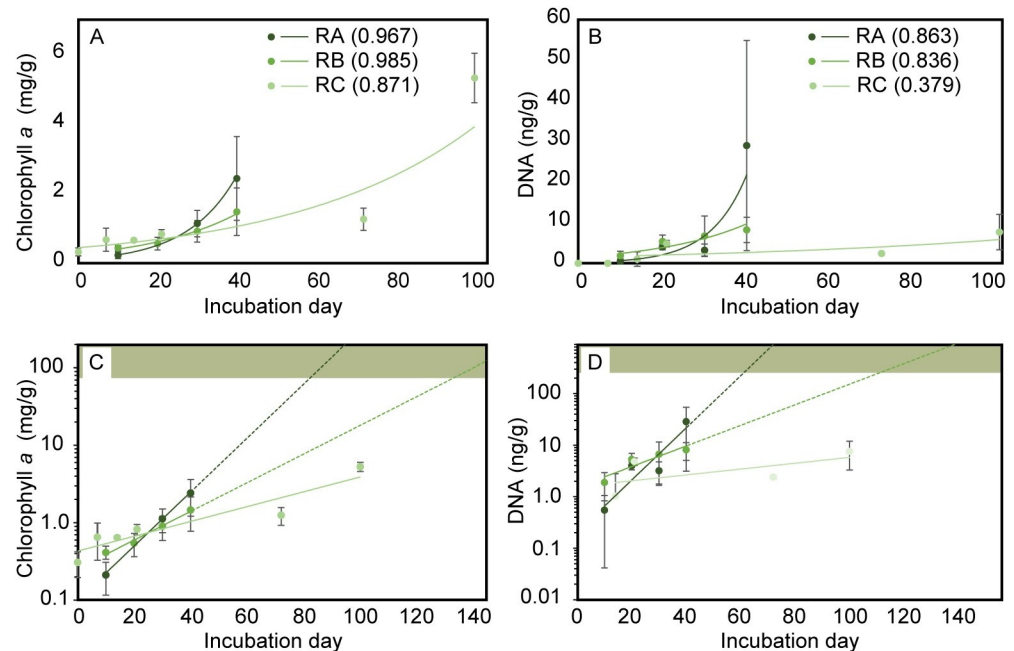 A
RA (0.967)
RB (0.985)
RC (0.871)
6
4
2
0
Chlorophyll a (mg/g)
0 20 40 60 80 100
Incubation day
B
RA (0.863)
RB (0.836)
RC (0.379)
60
50
40
30
20
10
0
DNA (ng/g)
0 20 40 60 80 100
Incubation day
C
100
10
1.0
0.1
Chlorophyll a (mg/g)
0 20 40 60 80 100 120 140
Incubation day
D
100
10
1.0
0.1
0.01
DNA (ng/g)
0 20 40 60 80 100 120 140
Incubation day